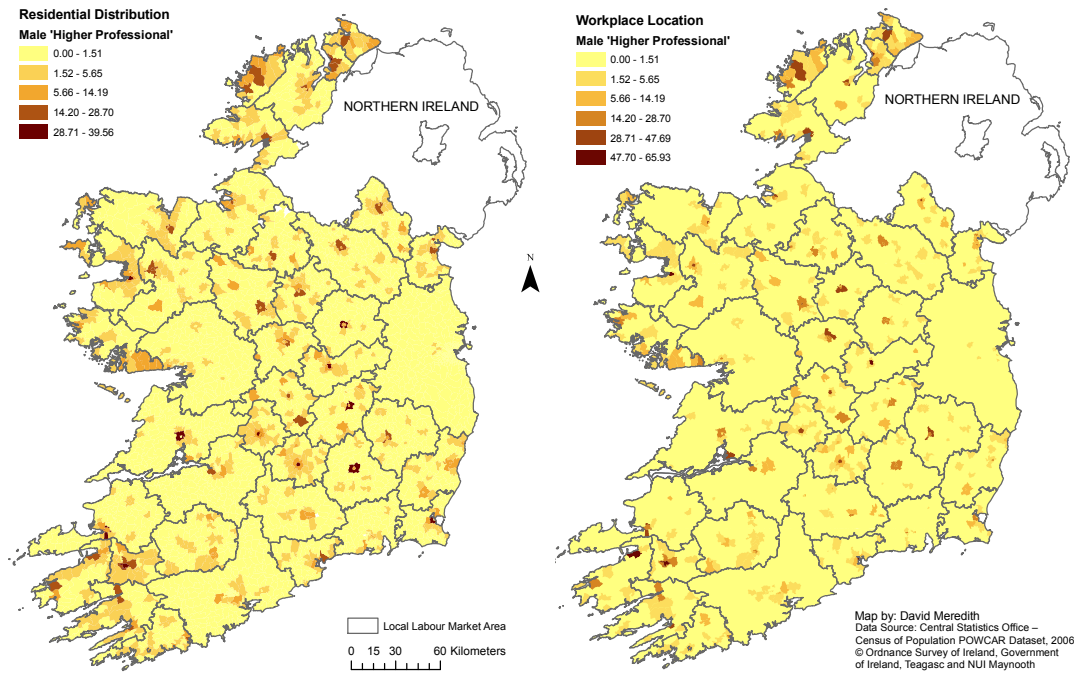 Residential Distribution
Male 'Higher Professional'
0.00 - 1.51
1.52 - 5.65
5.66 - 14.19
14.20 - 28.70
28.71 - 39.56
NORTHERN IRELAND
N
Local Labour Market Area
0 15 30 60 Kilometers
Workplace Location
Male 'Higher Professional'
0.00 - 1.51
1.52 - 5.65
5.66 - 14.19
14.20 - 28.70
28.71 - 47.69
47.70 - 65.93
NORTHERN IRELAND
Map by: David Meredith
Data Source: Central Statistics Office –
Census of Population POWCAR Dataset, 2006
© Ordnance Survey of Ireland, Government
of Ireland, Teagasc and NUI Maynooth